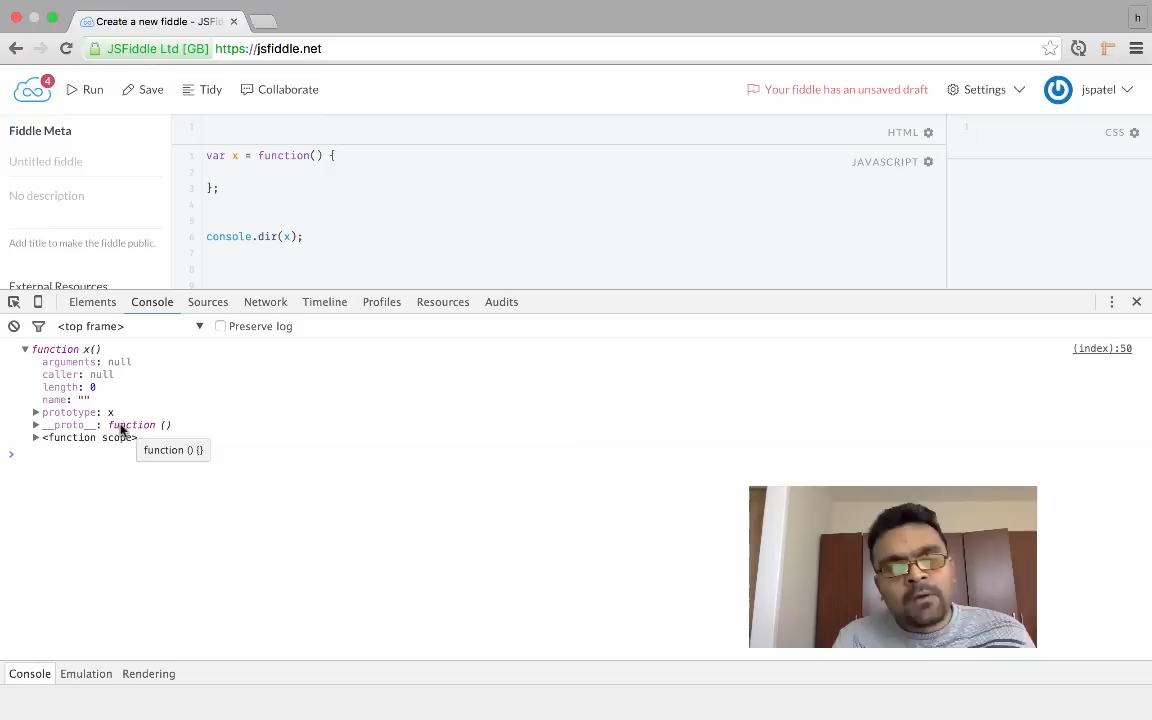 Create a new fiddle - JSFid
h
JSFiddle Ltd [GB] https://jsfiddle.net
4
Run Save Tidy Collaborate Your fiddle has an unsaved draft Settings jspatel
Fiddle Meta
Untitled fiddle
No description
Add title to make the fiddle public.
External Resources
1
HTML
1 var x = function() {
JAVASCRIPT
2
3 };
4
5
6 console.dir(x);
7
8
9
1
CSS
Elements Console Sources Network Timeline Profiles Resources Audits
<top frame> Preserve log
function x() (index):50
arguments: null
caller: null
length: 0
name: ""
prototype: x
__proto__: function ()
<function scope>
function () {}
>
Console Emulation Rendering